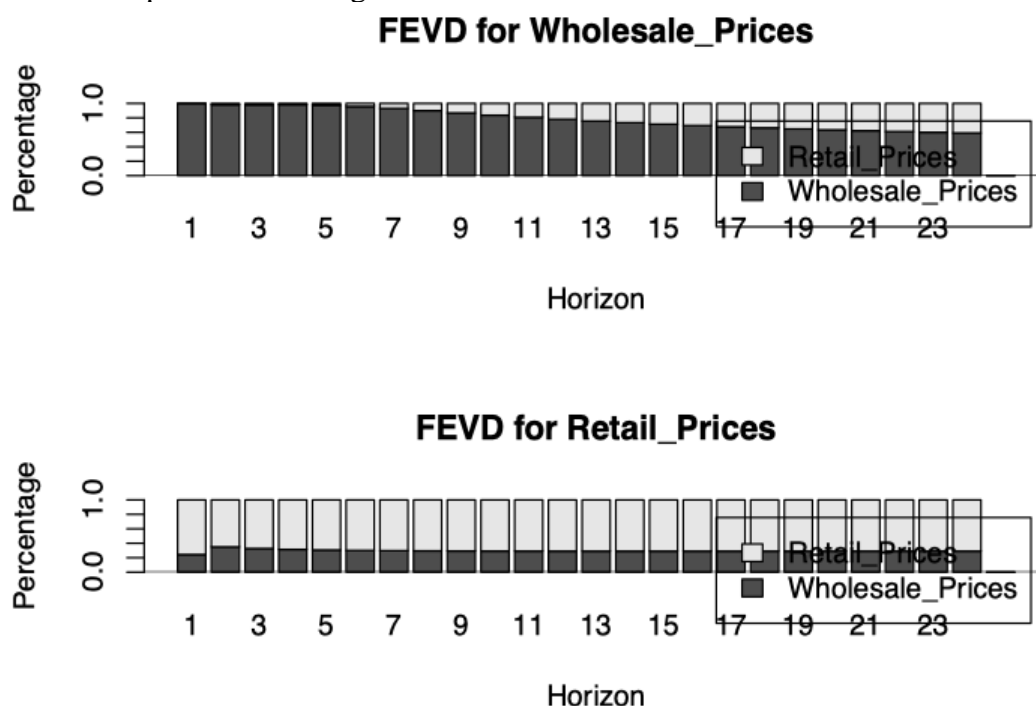 FEVD for Wholesale_Prices
Percentage
1.0
0.0
Retail_Prices
Wholesale_Prices
1 3 5 7 9 11 13 15 17 19 21 23
Horizon
FEVD for Retail_Prices
Percentage
1.0
0.0
Retail_Prices
Wholesale_Prices
1 3 5 7 9 11 13 15 17 19 21 23
Horizon